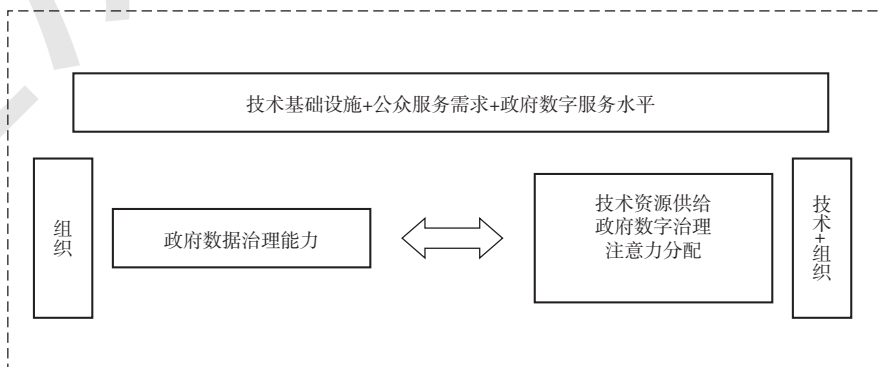 技术基础设施+公众服务需求+政府数字服务水平
组织
政府数据治理能力
技术资源供给
政府数字治理
注意力分配
技术+组织